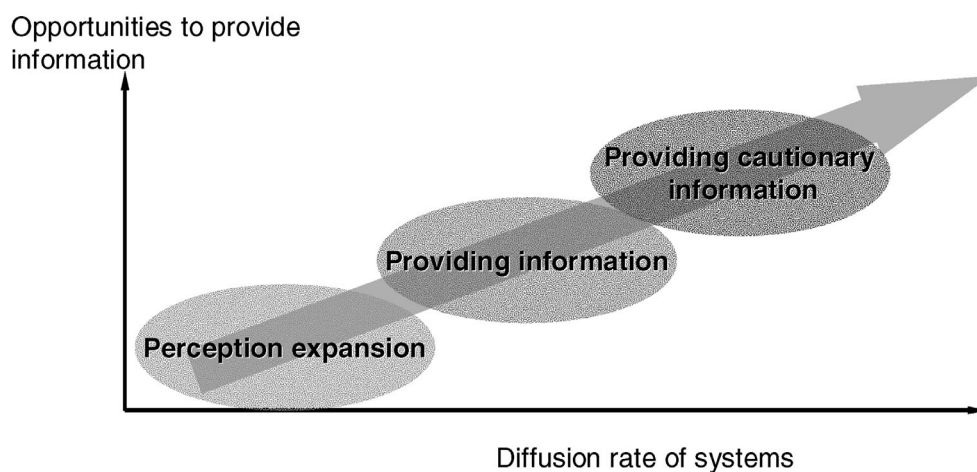 Opportunities to provide
information
Providing cautionary
information
Providing information
Perception expansion
Diffusion rate of systems